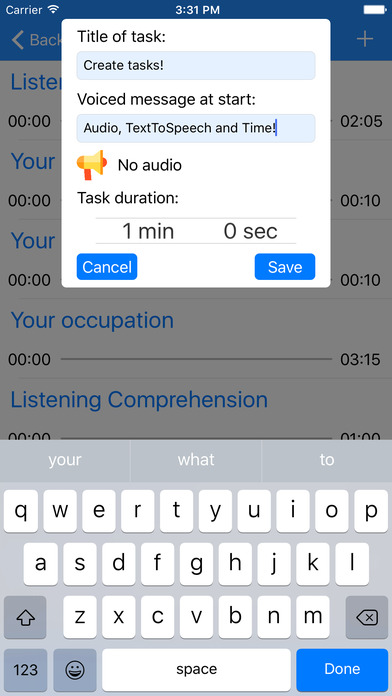 Carrier 3:31 PM
Back +
Title of task:
Create tasks!
Listen
Voiced message at start:
00:00 02:05
Audio, TextToSpeech and Time!
Your
No audio
00:00 00:10
Task duration:
Your
1 min 0 sec
Cancel Save
00:00 00:10
Your occupation
00:00 03:15
Listening Comprehension
00:00 01:00
your what to
q w e r t y u i o p
a s d f g h j k l
z x c v b n m
123 space Done